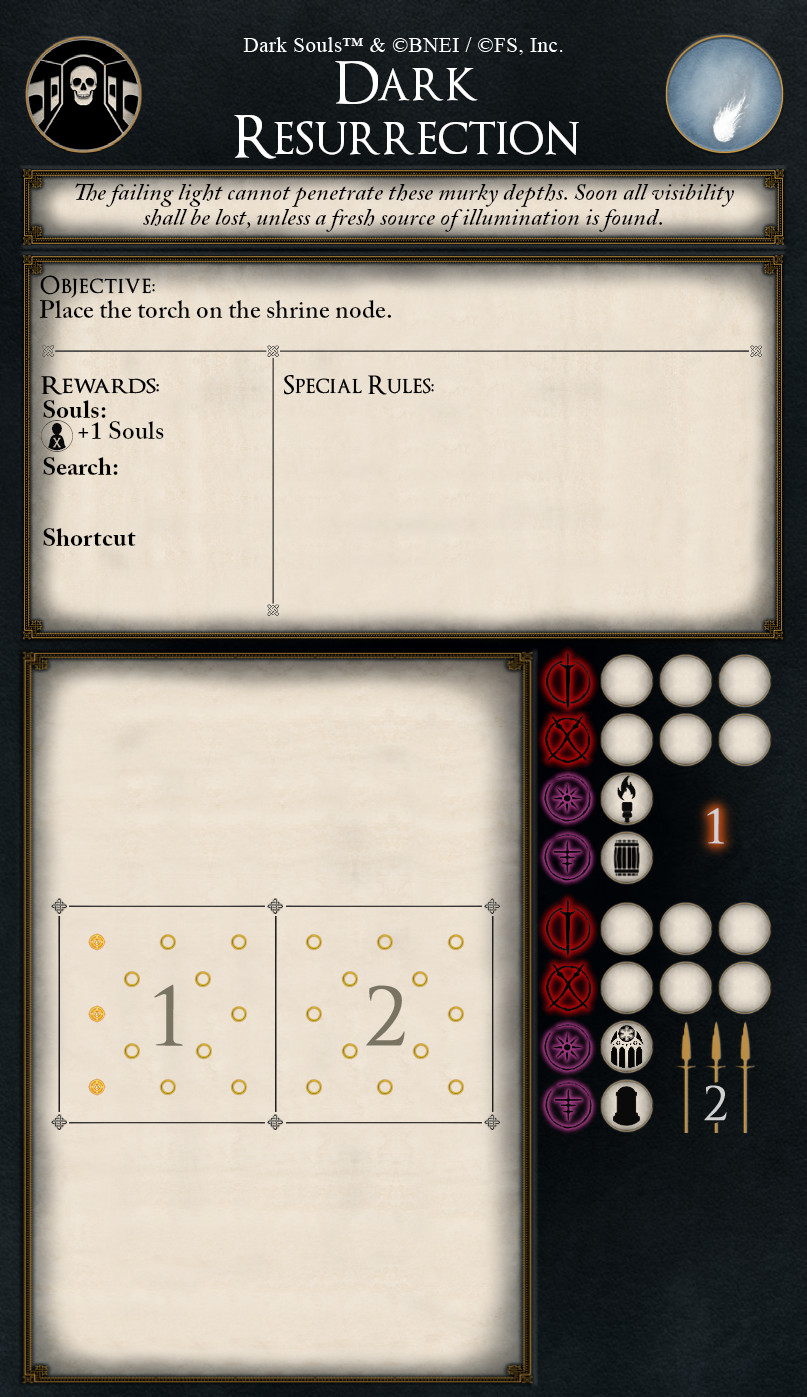 Dark Souls™ & ©BNEI / ©FS, Inc.
DARK
RESURRECTION
The failing light cannot penetrate these murky depths. Soon all visibility
shall be lost, unless a fresh source of illumination is found.
OBJECTIVE:
Place the torch on the shrine node.
REWARDS:
Souls:
X +1 Souls
Search:
Shortcut
SPECIAL RULES:
1
2
1
2